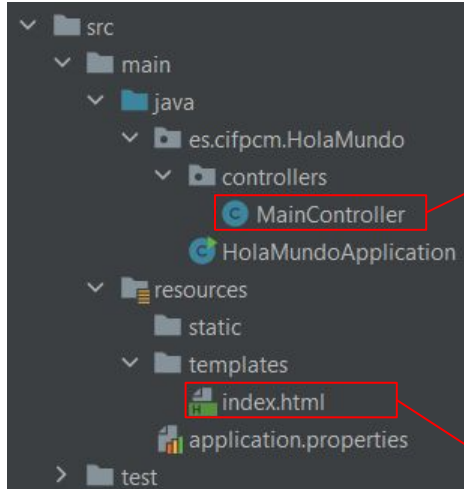 src
main
java
es.cifpcm.HolaMundo
controllers
MainController
HolaMundoApplication
resources
static
templates
index.html
application.properties
test